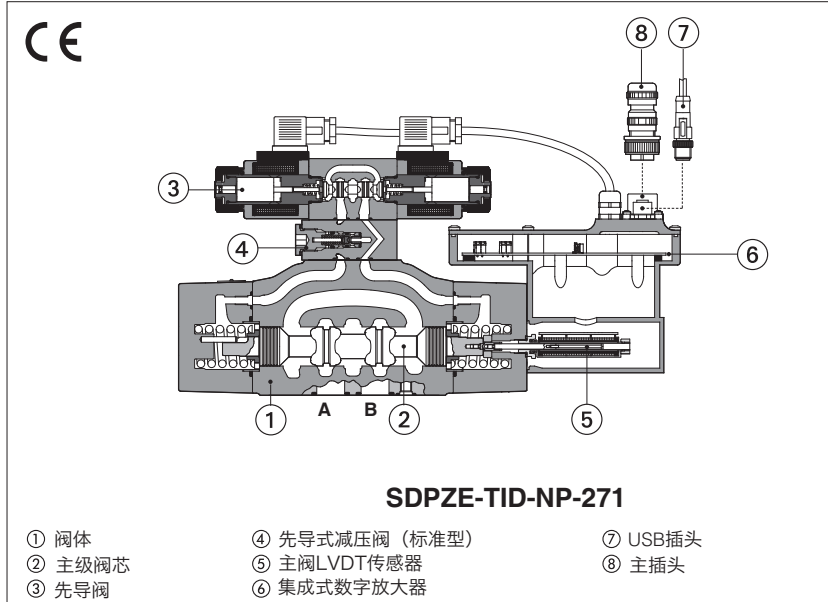 CE
⑧ ⑦
③
④
⑥
A B
① ② ⑤
SDPZE-TID-NP-271
① 阀体
② 主级阀芯
③ 先导阀
④ 先导式减压阀（标准型）
⑤ 主阀LVDT传感器
⑥ 集成式数字放大器
⑦ USB插头
⑧ 主插头